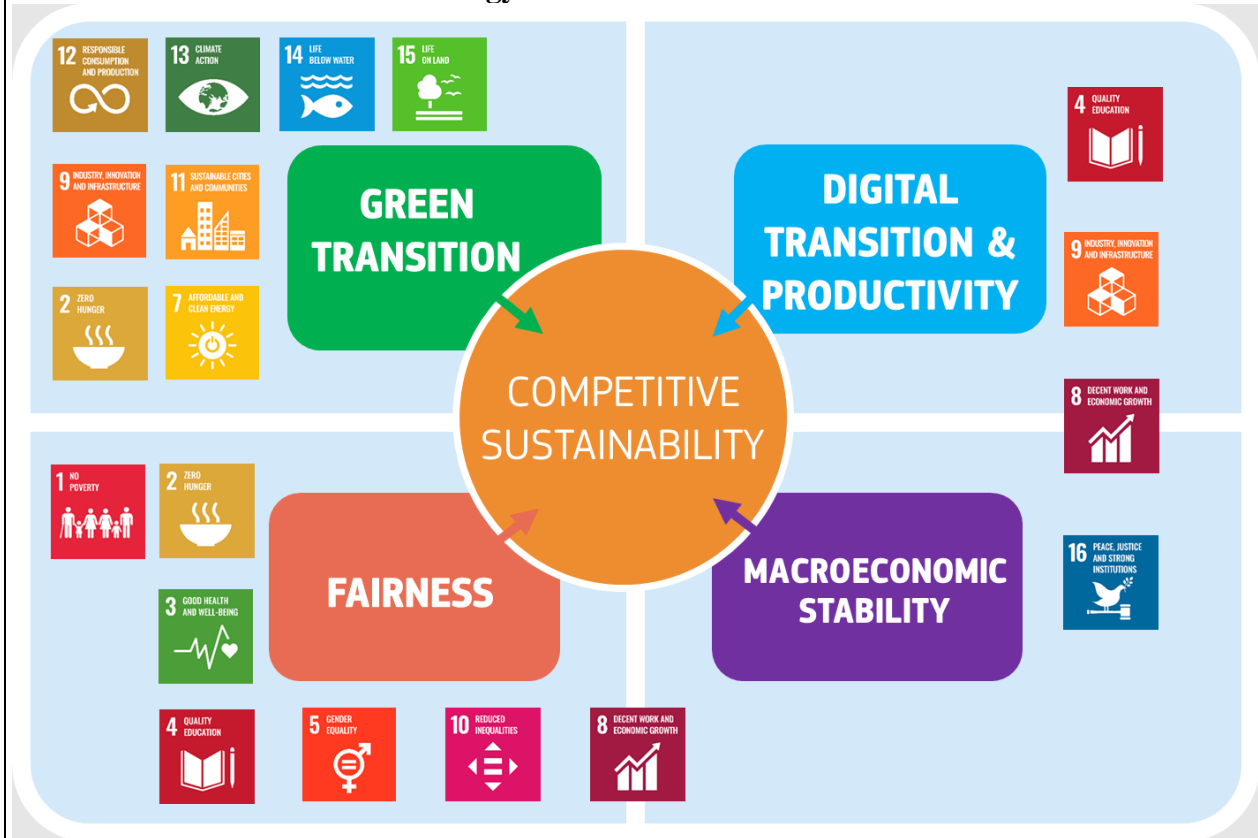 12 RESPONSIBLE
CONSUMPTION
AND PRODUCTION
13 CLIMATE
ACTION
14 LIFE
BELOW WATER
15 LIFE
ON LAND
9 INDUSTRY, INNOVATION
AND INFRASTRUCTURE
11 SUSTAINABLE CITIES
AND COMMUNITIES
2 ZERO
HUNGER
7 AFFORDABLE AND
CLEAN ENERGY
GREEN
TRANSITION
DIGITAL
TRANSITION &
PRODUCTIVITY
4 QUALITY
EDUCATION
9 INDUSTRY, INNOVATION
AND INFRASTRUCTURE
8 DECENT WORK AND
ECONOMIC GROWTH
COMPETITIVE
SUSTAINABILITY
1 NO
POVERTY
2 ZERO
HUNGER
3 GOOD HEALTH
AND WELL-BEING
FAIRNESS
4 QUALITY
EDUCATION
5 GENDER
EQUALITY
10 REDUCED
INEQUALITIES
8 DECENT WORK AND
ECONOMIC GROWTH
MACROECONOMIC
STABILITY
16 PEACE, JUSTICE
AND STRONG
INSTITUTIONS